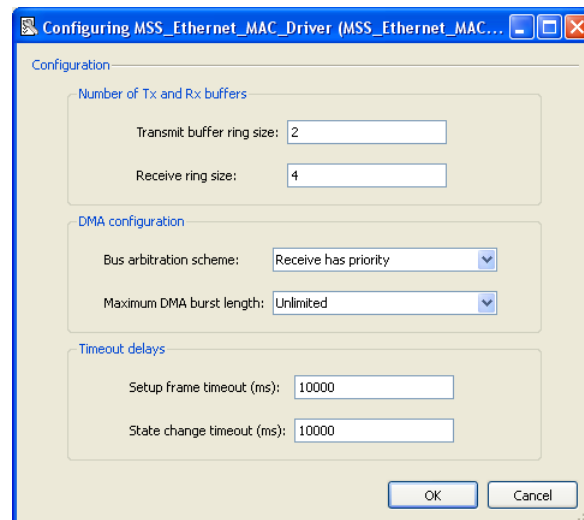 Configuring MSS_Ethernet_MAC_Driver (MSS_Ethernet_MAC...
Configuration
Number of Tx and Rx buffers
Transmit buffer ring size: 2
Receive ring size: 4
DMA configuration
Bus arbitration scheme: Receive has priority
Maximum DMA burst length: Unlimited
Timeout delays
Setup frame timeout (ms): 10000
State change timeout (ms): 10000
OK Cancel